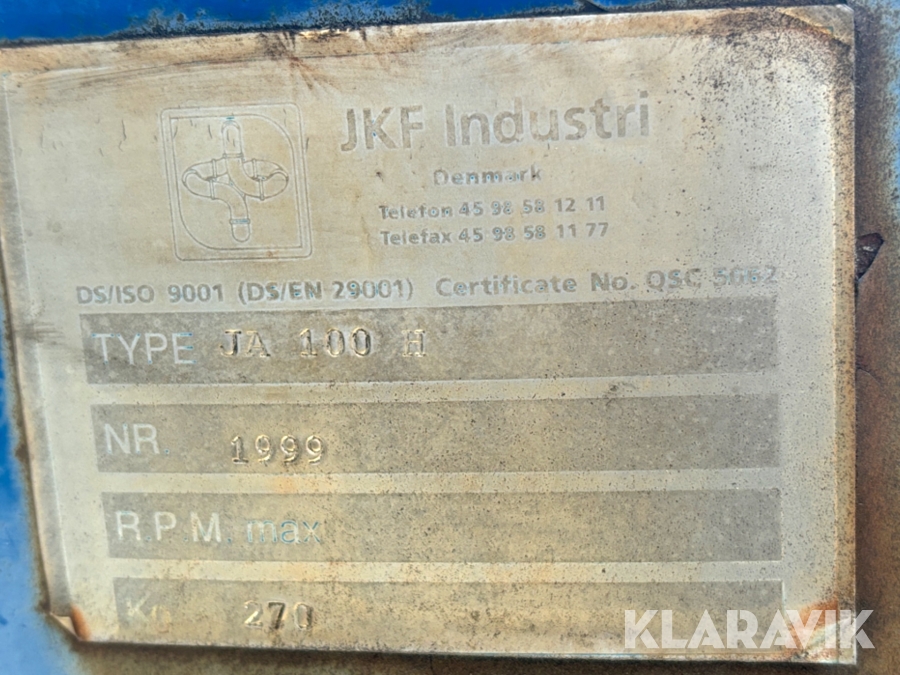 JKF Industri
Denmark
Telefon 45 98 58 12 11
Telefax 45 98 58 11 77
DS/ISO 9001 (DS/EN 29001) Certificate No. QSC 5062
TYPE JA 100 H
NR. 1999
R.P.M. max
Kg 270
KLARAVIK